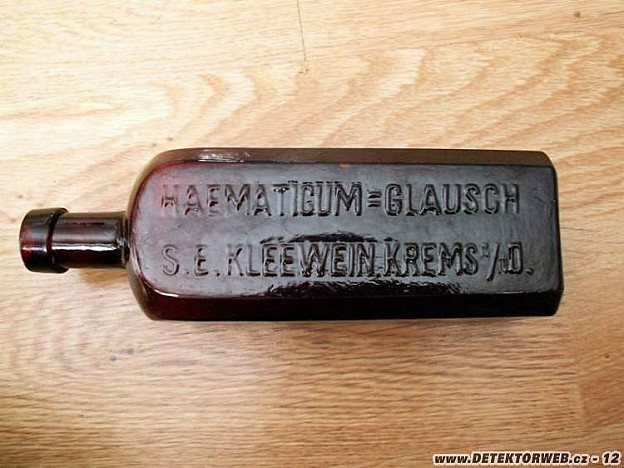 HAEMATICUM=GLAUSCH
S.E. KLEEWEIN.KREMS a/D.
www.DETEKTORWEB.cz - 12